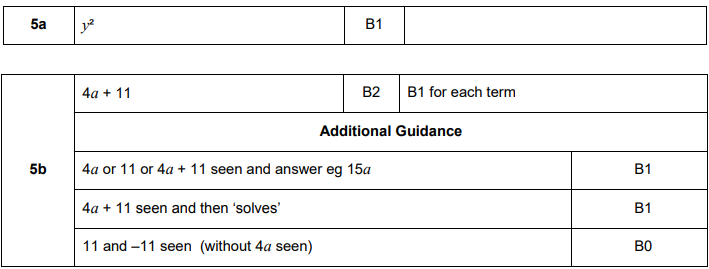 5a y² B1
4a + 11 B2 B1 for each term
Additional Guidance
5b
4a or 11 or 4a + 11 seen and answer eg 15a B1
4a + 11 seen and then ‘solves’ B1
11 and –11 seen (without 4a seen) B0